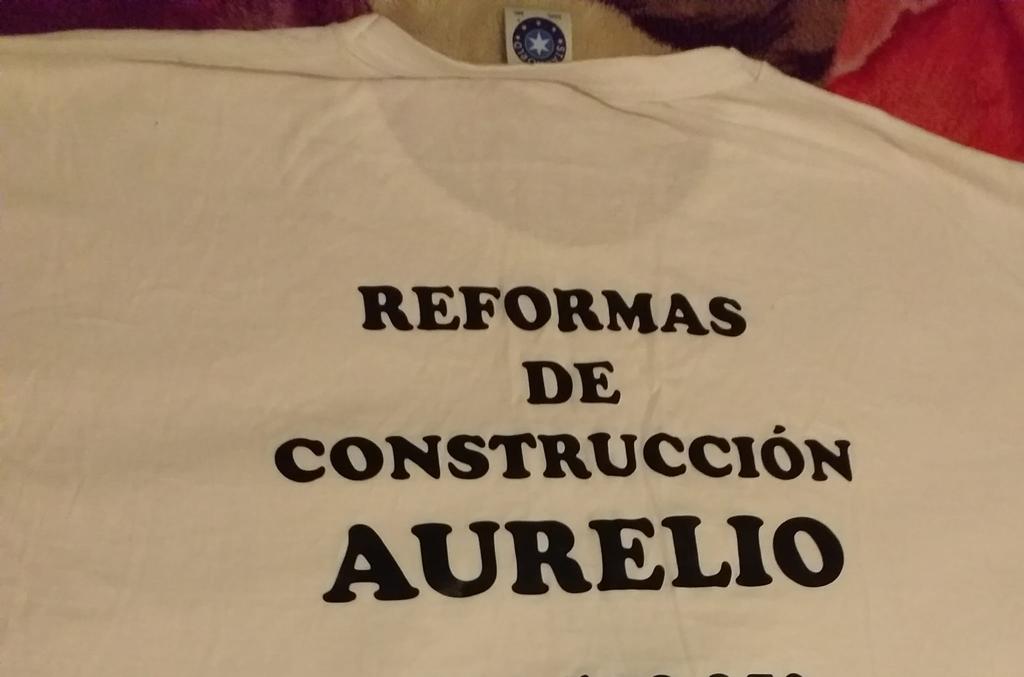 REFORMAS
DE
CONSTRUCCIÓN
AURELIO